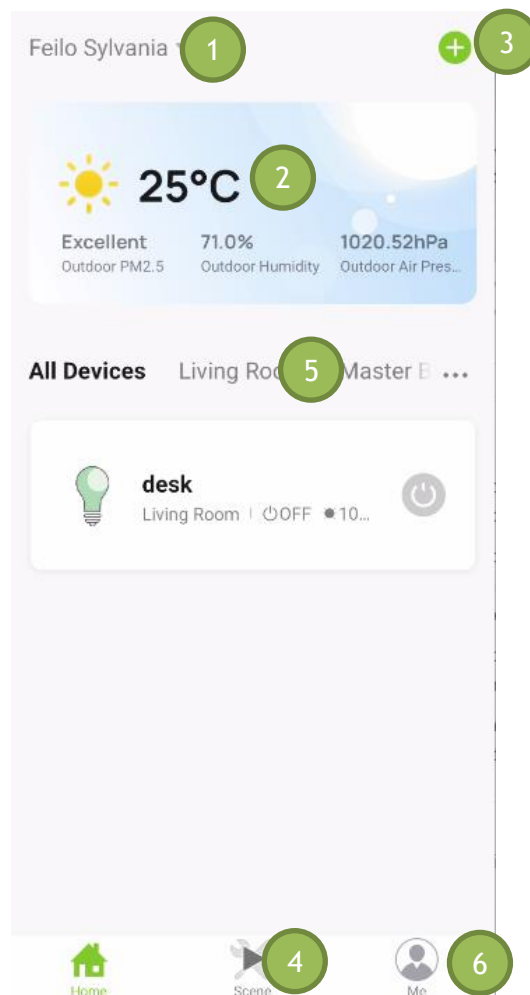 Feilo Sylvania 1
3
25°C 2
Excellent 71.0% 1020.52hPa
Outdoor PM2.5 Outdoor Humidity Outdoor Air Pres...
All Devices Living Roo 5 Master B ...
desk
Living Room | OFF 10...
4
6
Home Scene Me